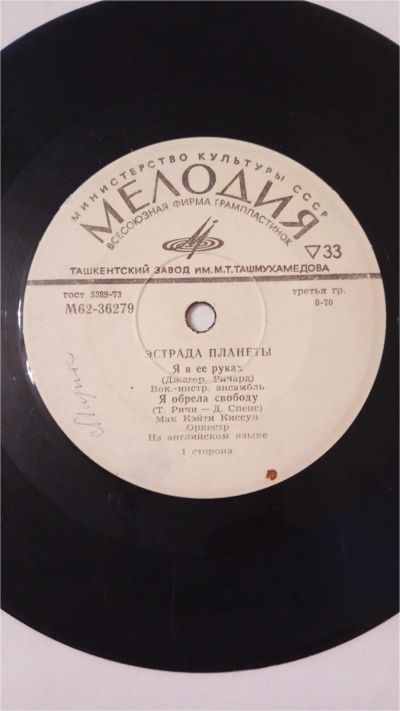 МИНИСТЕРСТВО КУЛЬТУРЫ СССР
МЕЛОДИЯ
ВСЕСОЮЗНАЯ ФИРМА ГРАМПЛАСТИНОК
▽33
ТАШКЕНТСКИЙ ЗАВОД ИМ. М.Т. ТАШМУХАМЕДОВА
гост 5289-73
третья гр.
М62-36279
0-70
ЭСТРАДА ПЛАНЕТЫ
Я в ее руках
(Джагер, Ричард)
Вок.-инстр. ансамбль
Я обрела свободу
(Т. Ричи — Д. Спенс)
Мак Кэйти Киссун
Оркестр
На английском языке
1 сторона